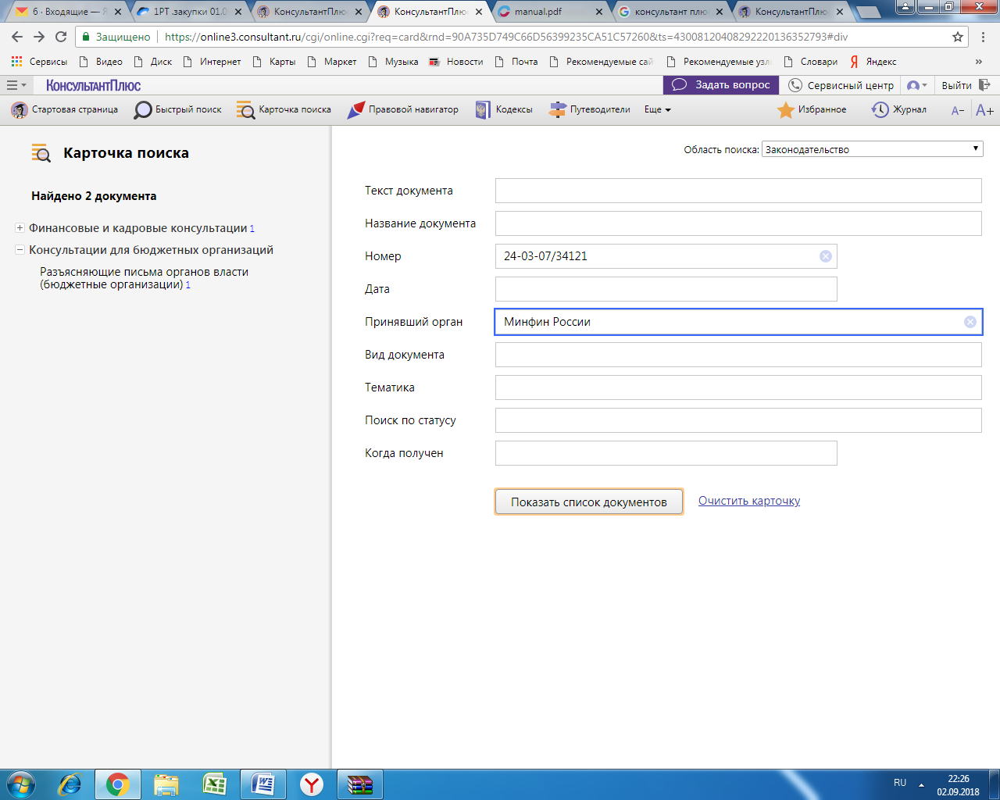 6 · Входящие — Я
1РТ .закупки 01.0
КонсультантПлю
КонсультантПлю
manual.pdf
консультант плю
КонсультантПлю
Защищено
https://online3.consultant.ru/cgi/online.cgi?req=card&rnd=90A735D749C66D56399235CA51C57260&ts=43008120408292220136352793#div
Сервисы
Видео
Диск
Интернет
Карты
Маркет
Музыка
Новости
Почта
Рекомендуемые сай
Рекомендуемые узл
Словари
Яндекс
»
КонсультантПлюс
Задать вопрос
Сервисный центр
Выйти
Стартовая страница
Быстрый поиск
Карточка поиска
Правовой навигатор
Кодексы
Путеводители
Еще
Избранное
Журнал
A−
A+
Карточка поиска
Найдено 2 документа
Финансовые и кадровые консультации 1
Консультации для бюджетных организаций
Разъясняющие письма органов власти
(бюджетные организации) 1
Область поиска: Законодательство
Текст документа
Название документа
Номер 24-03-07/34121
Дата
Принявший орган Минфин России
Вид документа
Тематика
Поиск по статусу
Когда получен
Показать список документов
Очистить карточку
RU
22:26
02.09.2018